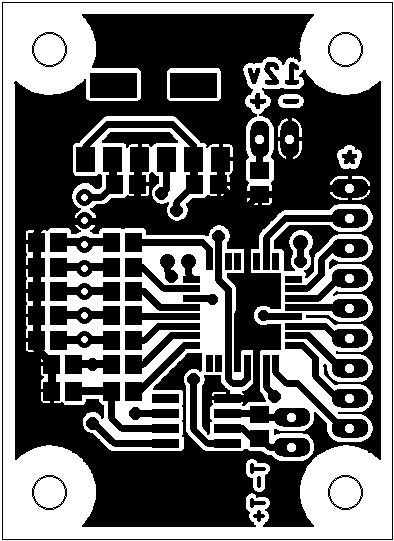 12v
+ -
*
T-
T+